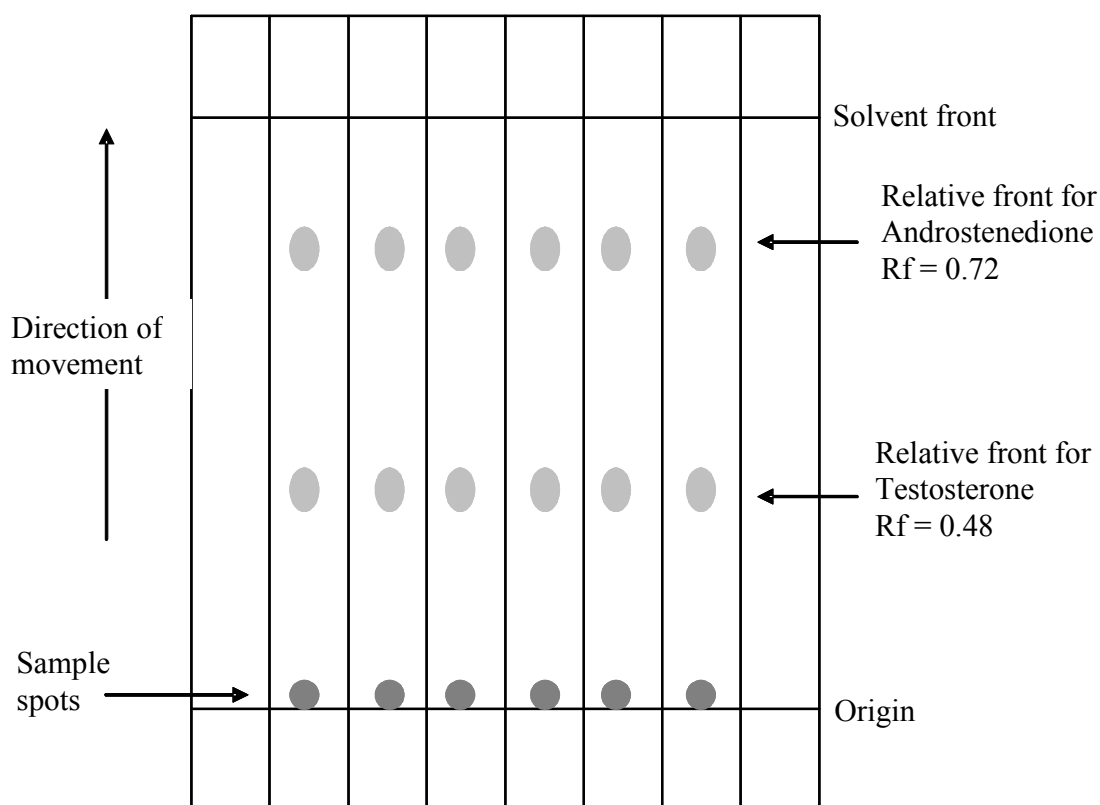 Solvent front
Relative front for
Androstenedione
Rf = 0.72
Direction of
movement
Relative front for
Testosterone
Rf = 0.48
Sample
spots
Origin